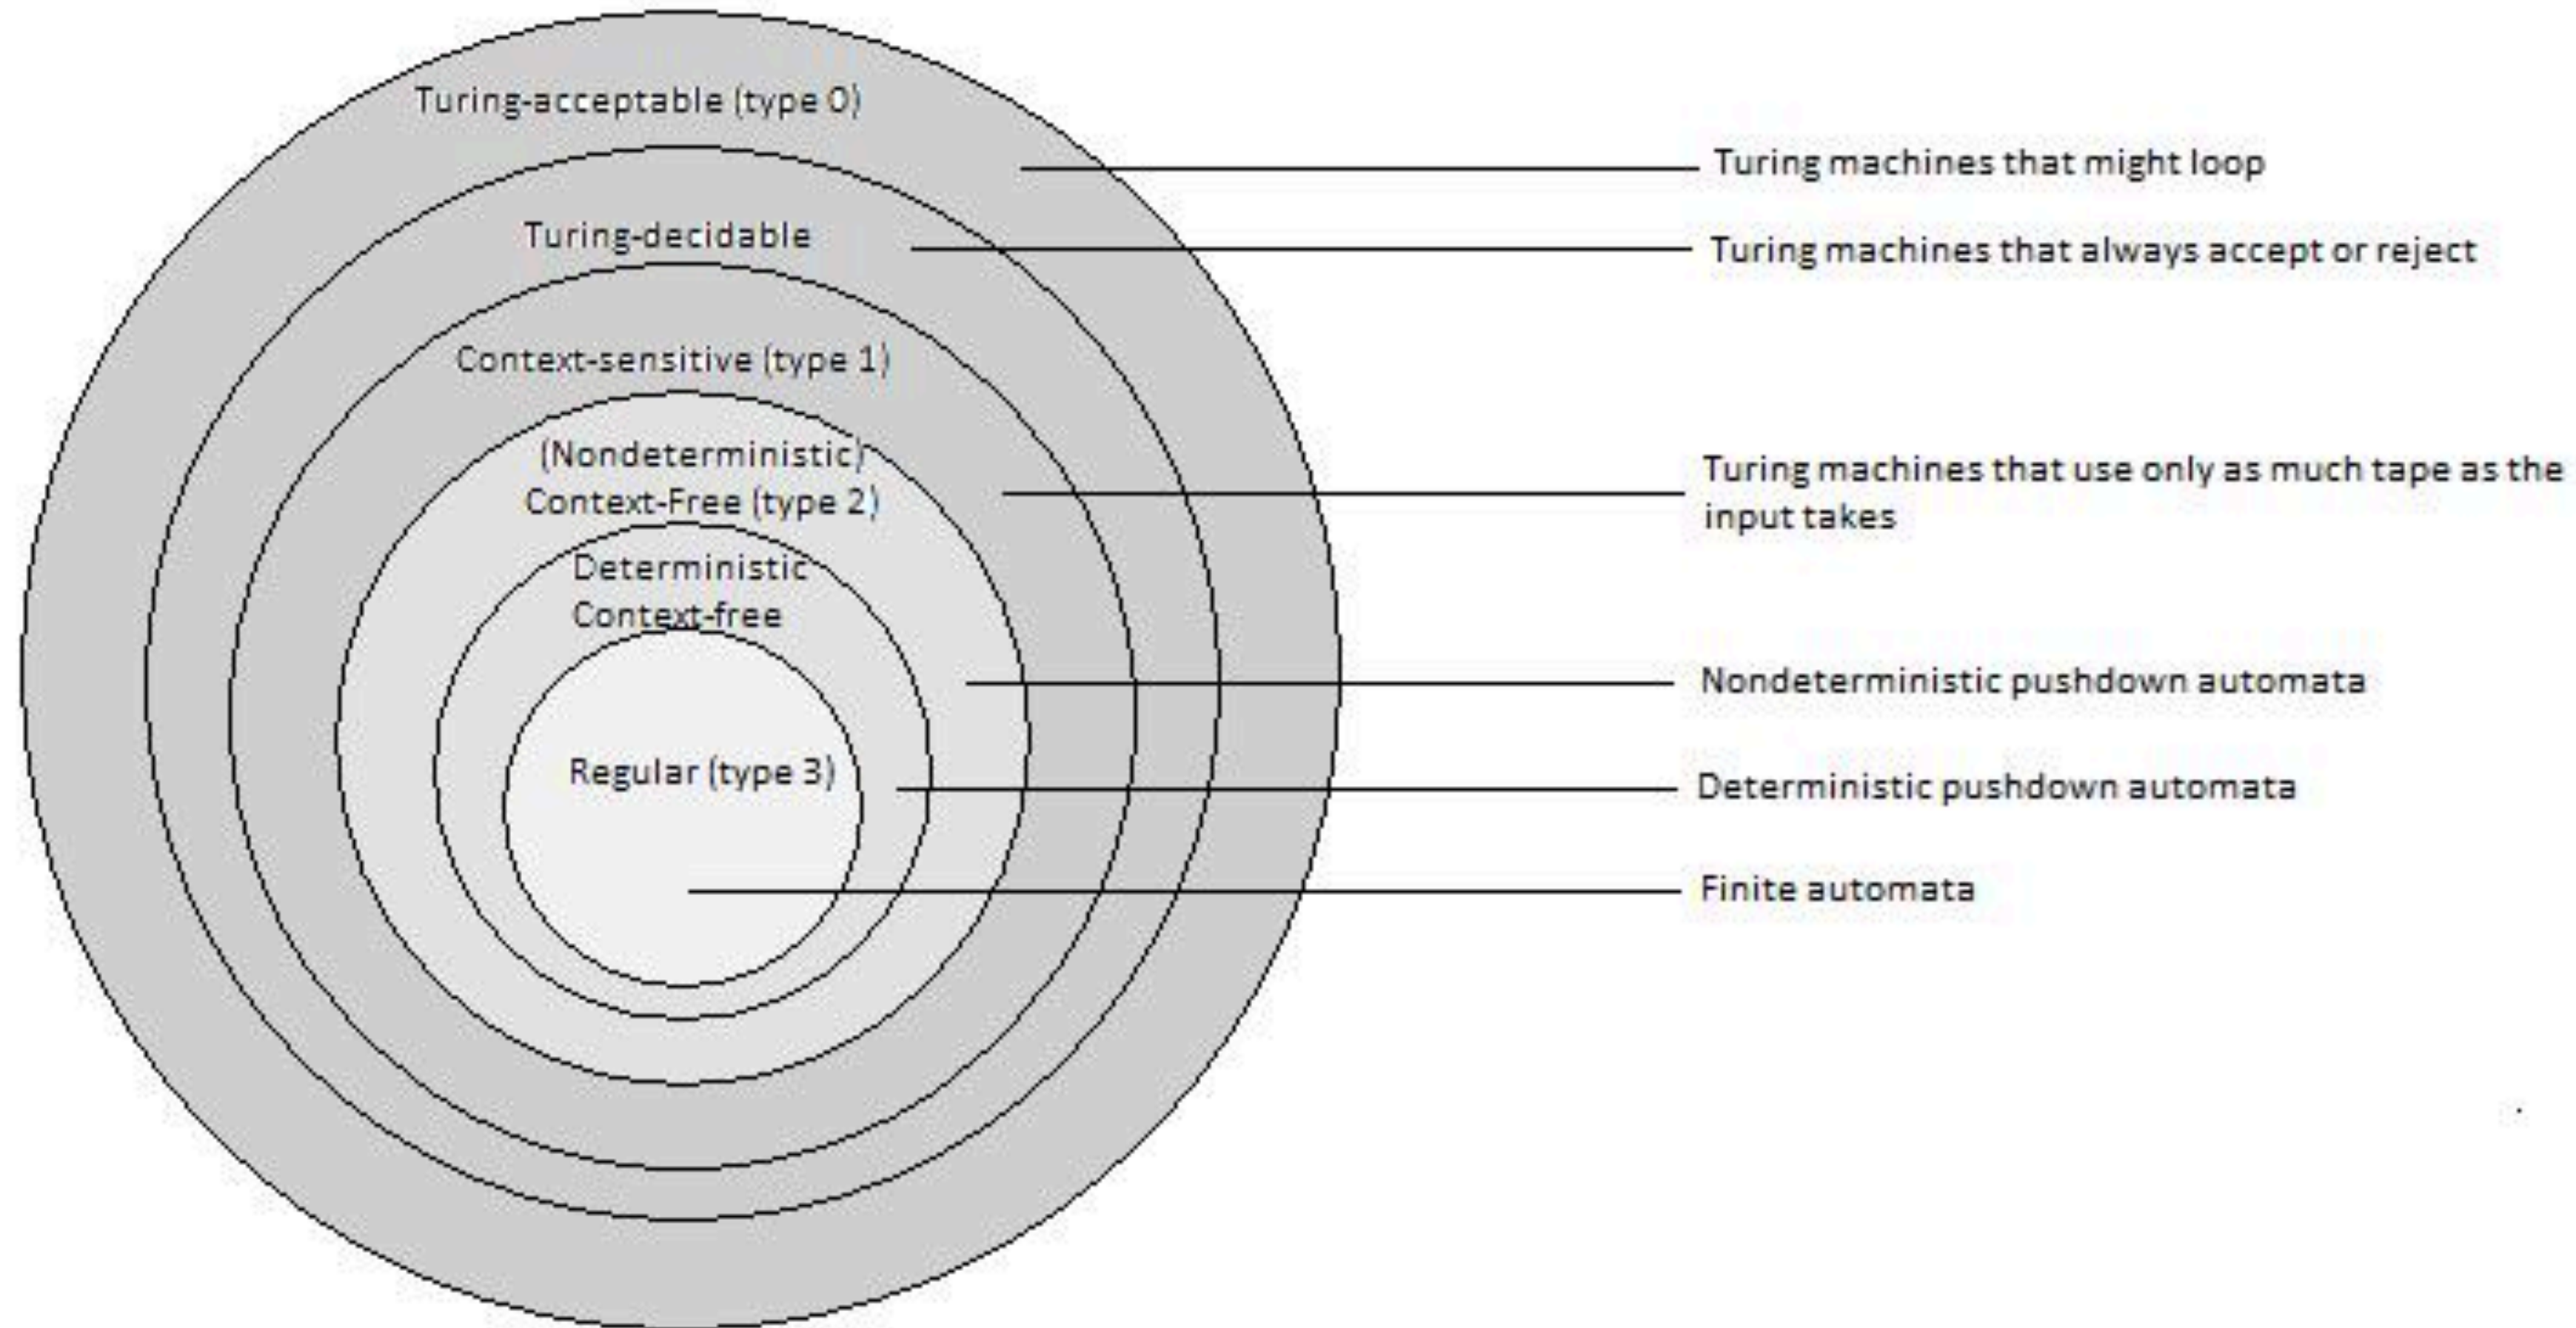 Turing-acceptable (type 0)
Turing machines that might loop
Turing-decidable
Turing machines that always accept or reject
Context-sensitive (type 1)
(Nondeterministic)
Context-Free (type 2)
Turing machines that use only as much tape as the
input takes
Deterministic
Context-free
Nondeterministic pushdown automata
Regular (type 3)
Deterministic pushdown automata
Finite automata